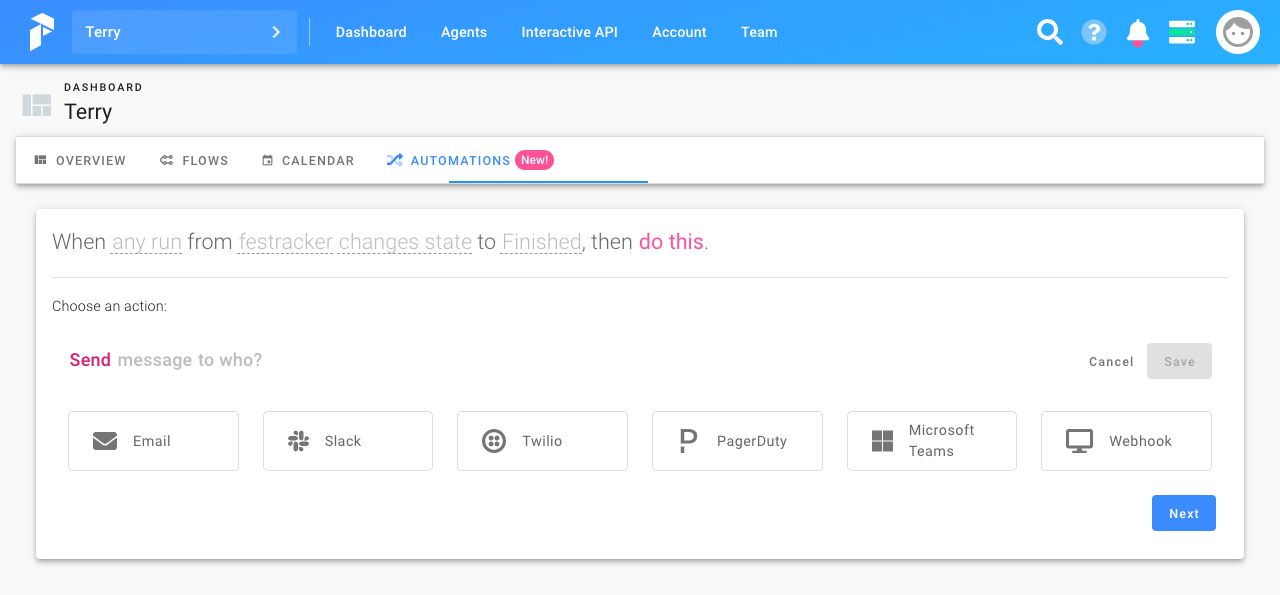 Terry
Dashboard
Agents
Interactive API
Account
Team
?
DASHBOARD
Terry
OVERVIEW
FLOWS
CALENDAR
AUTOMATIONS New!
When any run from festracker changes state to Finished, then do this.
Choose an action:
Send message to who?
Cancel
Save
Email
Slack
Twilio
PagerDuty
Microsoft
Teams
Webhook
Next